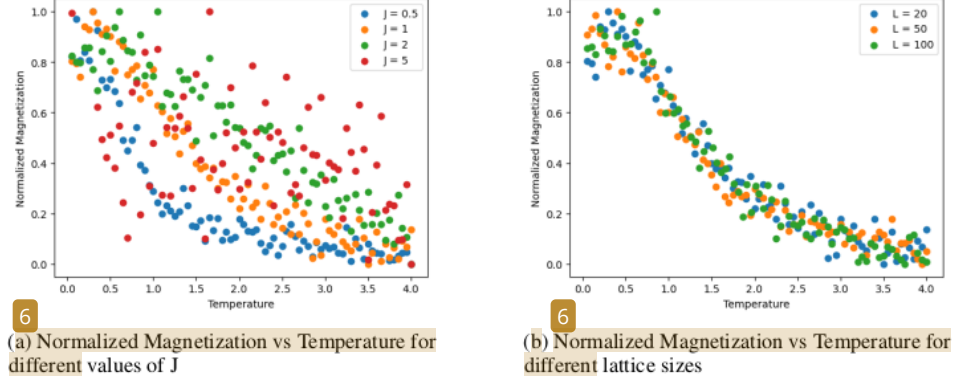 1.0
0.8
0.6
0.4
0.2
0.0
Normalized Magnetization
0.0 0.5 1.0 1.5 2.0 2.5 3.0 3.5 4.0
Temperature
J = 0.5
J = 1
J = 2
J = 5
6
(a) Normalized Magnetization vs Temperature for
different values of J
1.0
0.8
0.6
0.4
0.2
0.0
Normalized Magnetization
0.0 0.5 1.0 1.5 2.0 2.5 3.0 3.5 4.0
Temperature
L = 20
L = 50
L = 100
6
(b) Normalized Magnetization vs Temperature for
different lattice sizes